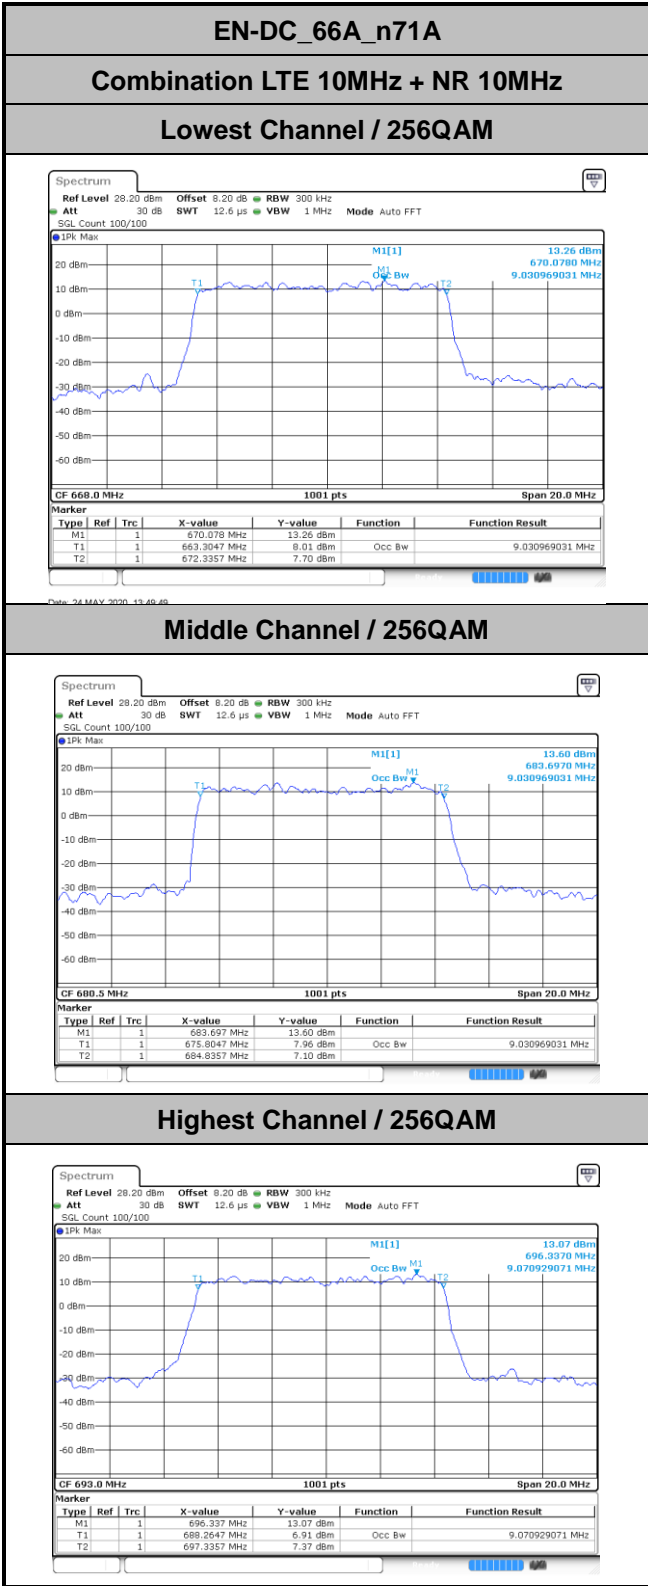 EN-DC_66A_n71A
Combination LTE 10MHz + NR 10MHz
Lowest Channel / 256QAM
Spectrum
Ref Level 28.20 dBm Offset 8.20 dB RBW 300 kHz
Att 30 dB SWT 12.6 µs VBW 1 MHz Mode Auto FFT
SGL Count 100/100
1Pk Max
M1[1] 13.26 dBm
670.0780 MHz
Occ Bw 9.030969031 MHz
M1
T1
T2
20 dBm
10 dBm
0 dBm
-10 dBm
-20 dBm
-30 dBm
-40 dBm
-50 dBm
-60 dBm
CF 668.0 MHz 1001 pts Span 20.0 MHz
Marker
Type Ref Trc X-value Y-value Function Function Result
M1 1 670.078 MHz 13.26 dBm
T1 1 663.3047 MHz 8.01 dBm Occ Bw 9.030969031 MHz
T2 1 672.3357 MHz 7.70 dBm
Date: 24 MAY 2020 13:49:49
Middle Channel / 256QAM
Spectrum
Ref Level 28.20 dBm Offset 8.20 dB RBW 300 kHz
Att 30 dB SWT 12.6 µs VBW 1 MHz Mode Auto FFT
SGL Count 100/100
1Pk Max
M1[1] 13.60 dBm
683.6970 MHz
Occ Bw 9.030969031 MHz
M1
T1
T2
20 dBm
10 dBm
0 dBm
-10 dBm
-20 dBm
-30 dBm
-40 dBm
-50 dBm
-60 dBm
CF 680.5 MHz 1001 pts Span 20.0 MHz
Marker
Type Ref Trc X-value Y-value Function Function Result
M1 1 683.697 MHz 13.60 dBm
T1 1 675.8047 MHz 7.96 dBm Occ Bw 9.030969031 MHz
T2 1 684.8357 MHz 7.10 dBm
Highest Channel / 256QAM
Spectrum
Ref Level 28.20 dBm Offset 8.20 dB RBW 300 kHz
Att 30 dB SWT 12.6 µs VBW 1 MHz Mode Auto FFT
SGL Count 100/100
1Pk Max
M1[1] 13.07 dBm
696.3370 MHz
Occ Bw 9.070929071 MHz
M1
T1
T2
20 dBm
10 dBm
0 dBm
-10 dBm
-20 dBm
-30 dBm
-40 dBm
-50 dBm
-60 dBm
CF 693.0 MHz 1001 pts Span 20.0 MHz
Marker
Type Ref Trc X-value Y-value Function Function Result
M1 1 696.337 MHz 13.07 dBm
T1 1 688.2647 MHz 6.91 dBm Occ Bw 9.070929071 MHz
T2 1 697.3357 MHz 7.37 dBm